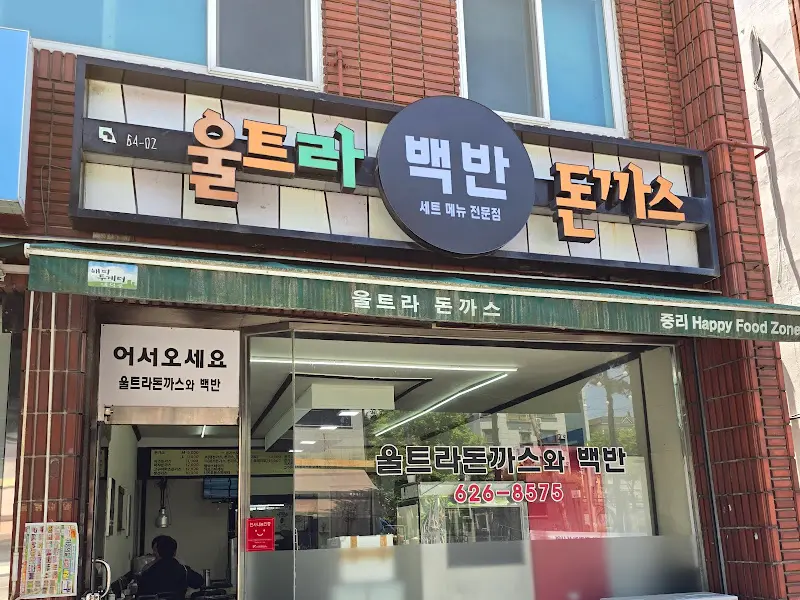 64-02
울트라
백반
세트 메뉴 전문점
돈까스
울트라 돈까스
중리 Happy Food Zone
어서오세요
울트라돈까스와 백반
울트라돈까스와 백반
626-8575